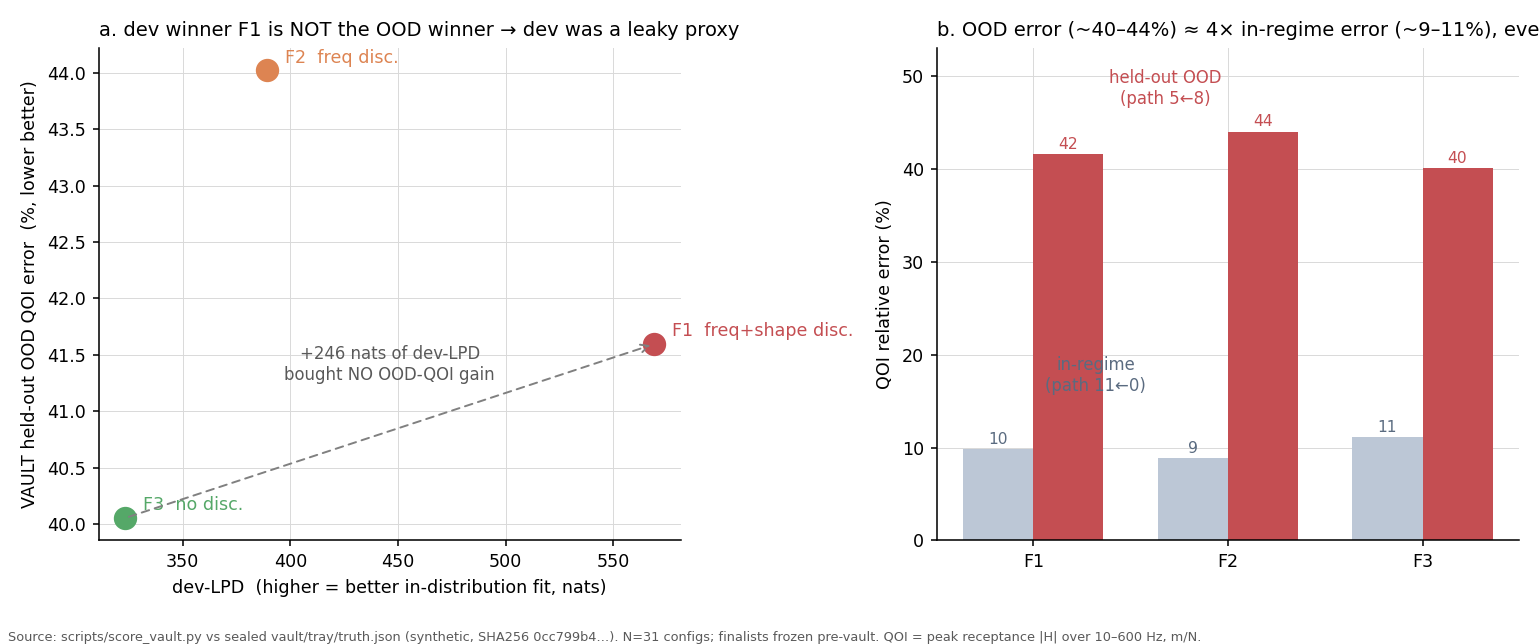 a. dev winner F1 is NOT the OOD winner → dev was a leaky proxy
VAULT held-out OOD QOI error  (%, lower better)
44.0
43.5
43.0
42.5
42.0
41.5
41.0
40.5
40.0
F2  freq disc.
F1  freq+shape disc.
+246 nats of dev-LPD
bought NO OOD-QOI gain
F3  no disc.
350
400
450
500
550
dev-LPD  (higher = better in-distribution fit, nats)
b. OOD error (~40–44%) ≈ 4× in-regime error (~9–11%), eve
QOI relative error (%)
50
40
30
20
10
0
held-out OOD
(path 5←8)
42
44
40
in-regime
(path 11←0)
10
9
11
F1
F2
F3
Source: scripts/score_vault.py vs sealed vault/tray/truth.json (synthetic, SHA256 0cc799b4…). N=31 configs; finalists frozen pre-vault. QOI = peak receptance |H| over 10–600 Hz, m/N.